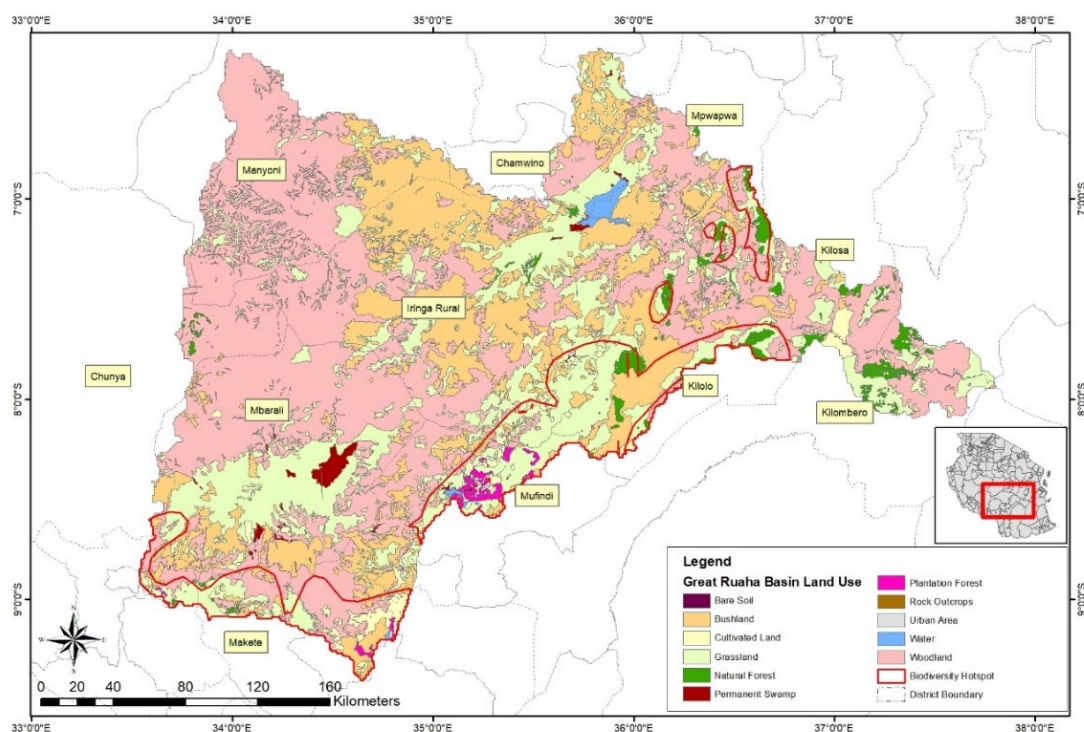 33°0'0"E 34°0'0"E 35°0'0"E 36°0'0"E 37°0'0"E 38°0'0"E
Mpwapwa
Chamwino
Manyoni
7°0'0"S 7°0'0"S
Kilosa
Iringa Rural
Chunya
Kilolo
Mbarali
8°0'0"S 8°0'0"S
Kilombero
Mufindi
9°0'0"S 9°0'0"S
Makete
N
W E
S
0 10 20 40 80 120 160
Kilometers
Legend
Great Ruaha Basin Land Use
Bare Soil
Bushland
Cultivated Land
Grassland
Natural Forest
Permanent Swamp
Plantation Forest
Rock Outcrops
Urban Area
Water
Woodland
Biodiversity Hotspot
District Boundary
33°0'0"E 34°0'0"E 35°0'0"E 36°0'0"E 37°0'0"E 38°0'0"E